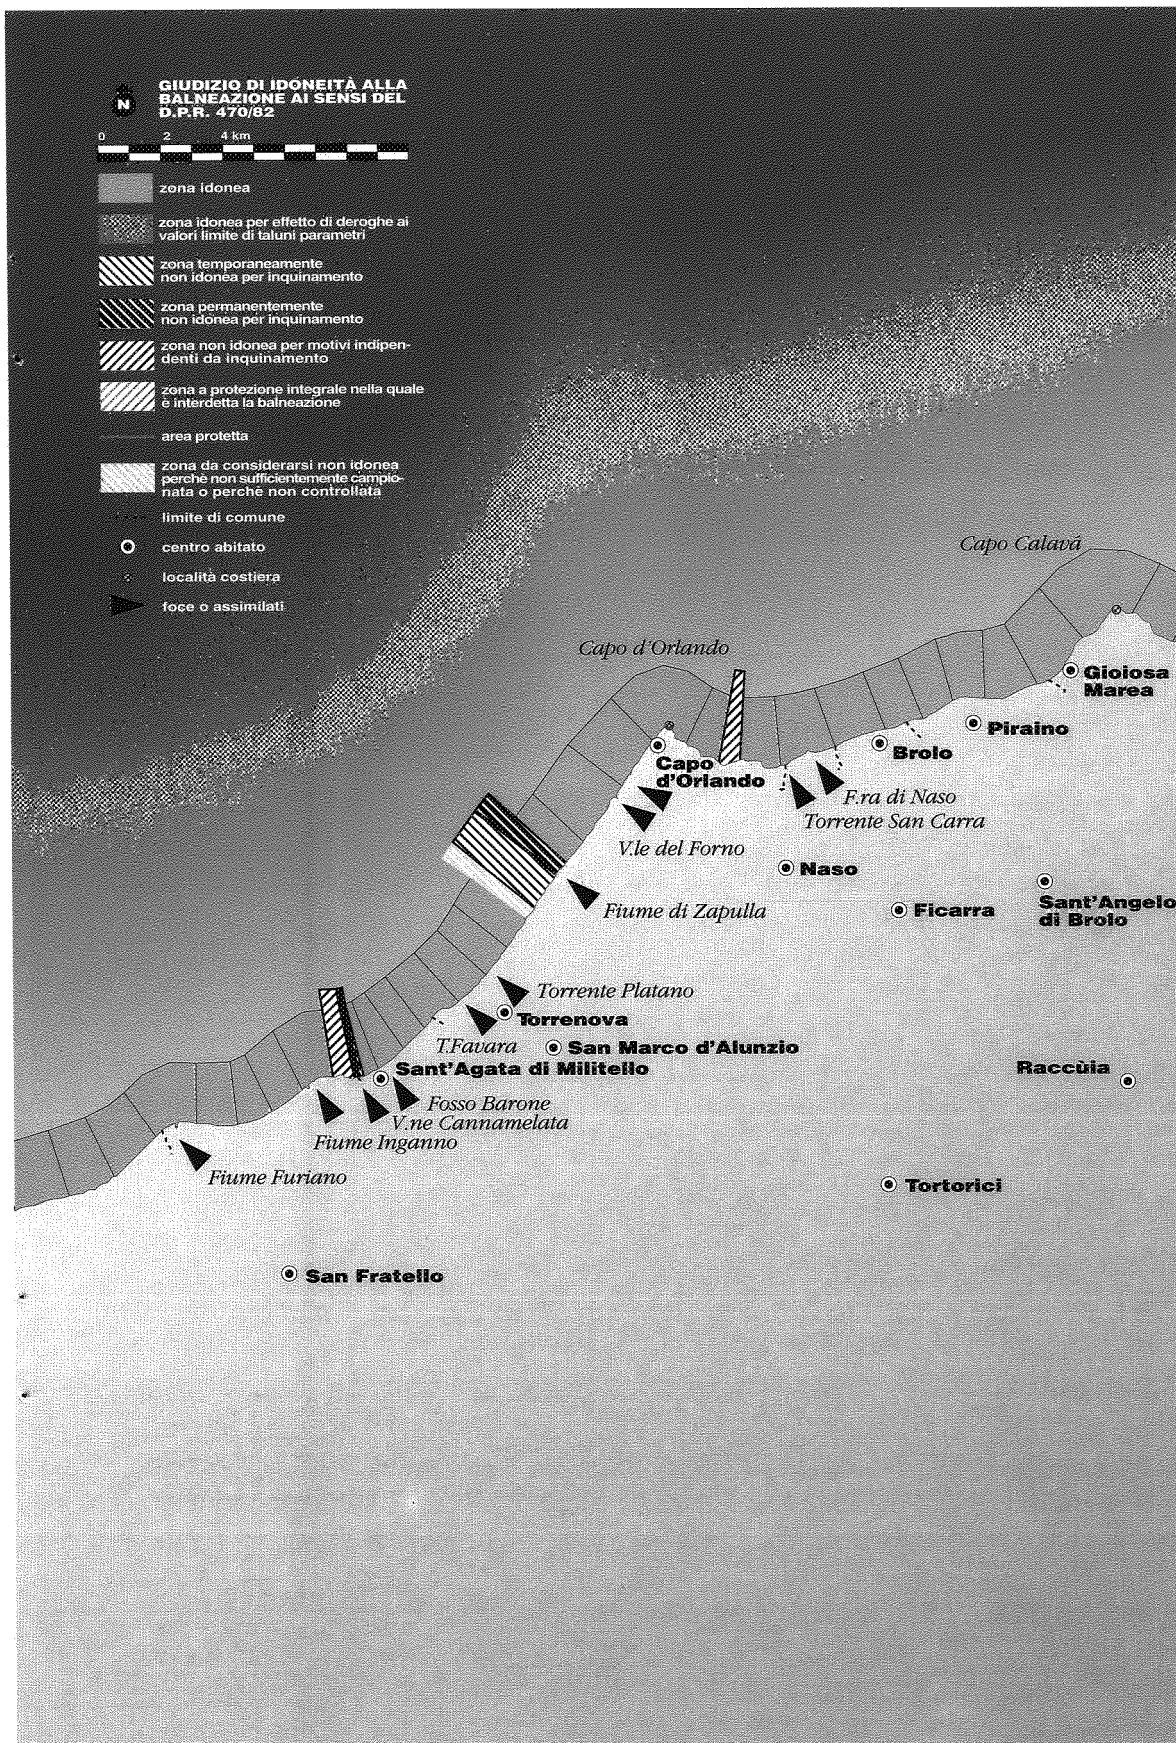 GIUDIZIO DI IDONEITÀ ALLA
BALNEAZIONE AI SENSI DEL
D.P.R. 470/82
N
0 2 4 km
zona idonea
zona idonea per effetto di deroghe ai
valori limite di taluni parametri
zona temporaneamente
non idonea per inquinamento
zona permanentemente
non idonea per inquinamento
zona non idonea per motivi indipen-
denti da inquinamento
zona a protezione integrale nella quale
è interdetta la balneazione
area protetta
zona da considerarsi non idonea
perchè non sufficientemente campio-
nata o perchè non controllata
limite di comune
centro abitato
località costiera
foce o assimilati
Capo Calavà
Capo d'Orlando
Gioiosa
Marea
Piraino
Brolo
Capo
d'Orlando
F.ra di Naso
Torrente San Carra
V.le del Forno
Naso
Fiume di Zapulla
Ficarra
Sant'Angelo
di Brolo
Torrente Platano
Torrenova
T.Favara
San Marco d'Alunzio
Sant'Agata di Militello
Raccùia
Fosso Barone
V.ne Cannamelata
Fiume Inganno
Fiume Furiano
Tortorici
San Fratello